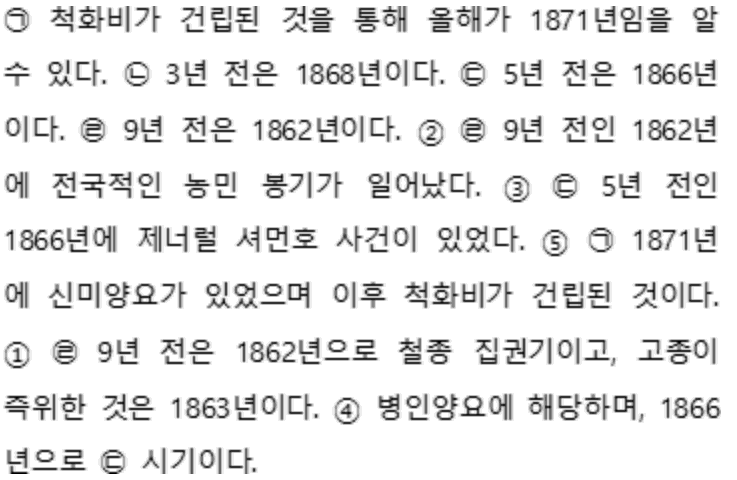 ㉠ 척화비가 건립된 것을 통해 올해가 1871년임을 알
수 있다. ㉡ 3년 전은 1868년이다. ㉢ 5년 전은 1866년
이다. ㉣ 9년 전은 1862년이다. ② ㉣ 9년 전인 1862년
에 전국적인 농민 봉기가 일어났다. ③ ㉢ 5년 전인
1866년에 제너럴 셔먼호 사건이 있었다. ⑤ ㉠ 1871년
에 신미양요가 있었으며 이후 척화비가 건립된 것이다.
① ㉣ 9년 전은 1862년으로 철종 집권기이고, 고종이
즉위한 것은 1863년이다. ④ 병인양요에 해당하며, 1866
년으로 ㉢ 시기이다.